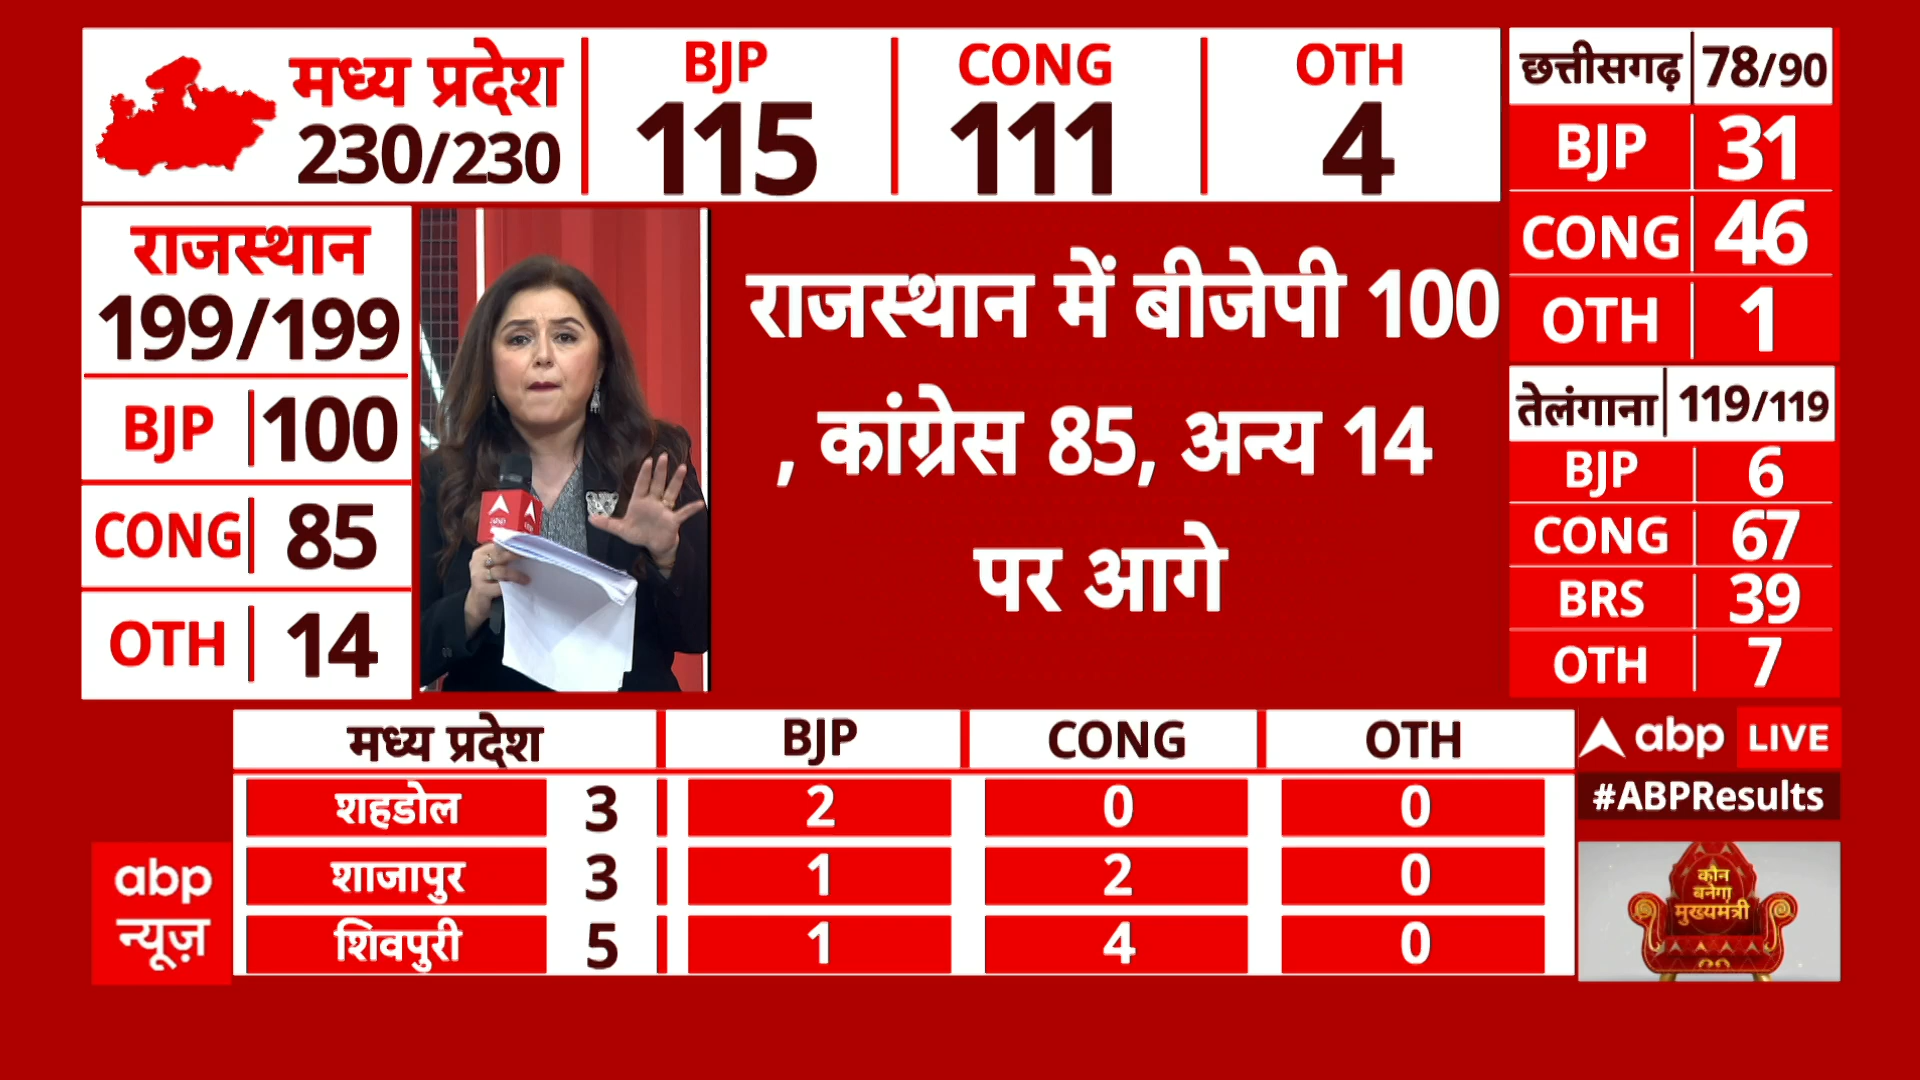 मध्य प्रदेश
230/230
BJP
115
CONG
111
OTH
4
छत्तीसगढ़ 78/90
BJP 31
CONG 46
OTH 1
राजस्थान
199/199
BJP 100
CONG 85
OTH 14
राजस्थान में बीजेपी 100
, कांग्रेस 85, अन्य 14
पर आगे
तेलंगाना 119/119
BJP 6
CONG 67
BRS 39
OTH 7
मध्य प्रदेश BJP CONG OTH
शहडोल 3 2 0 0
शाजापुर 3 1 2 0
शिवपुरी 5 1 4 0
abp LIVE
#ABPResults
abp
न्यूज़
कौन
बनेगा
मुख्यमंत्री